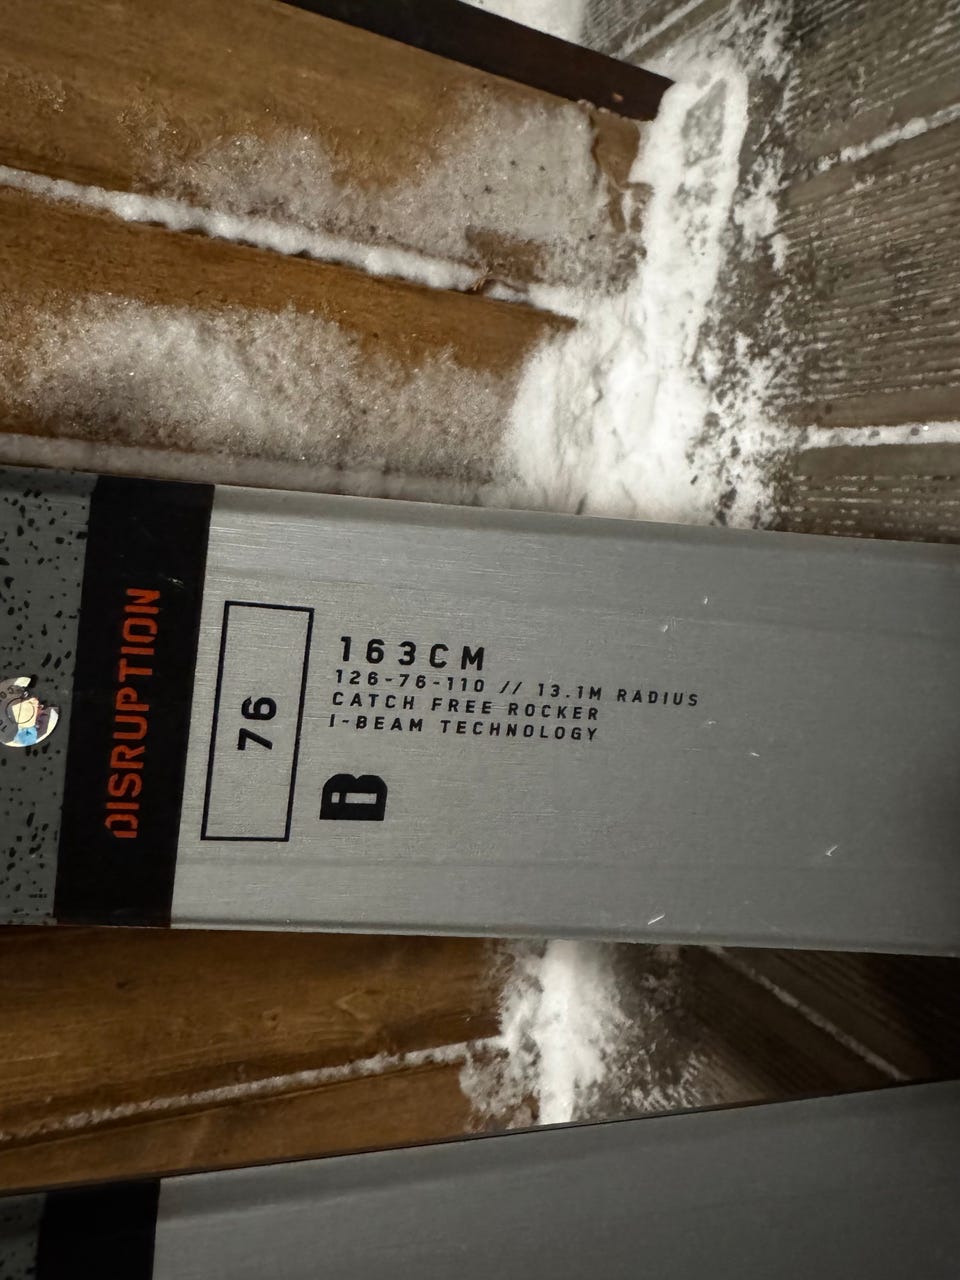 DISRUPTION
76
163CM
126-76-110 // 13.1M RADIUS
CATCH FREE ROCKER
I-BEAM TECHNOLOGY
B